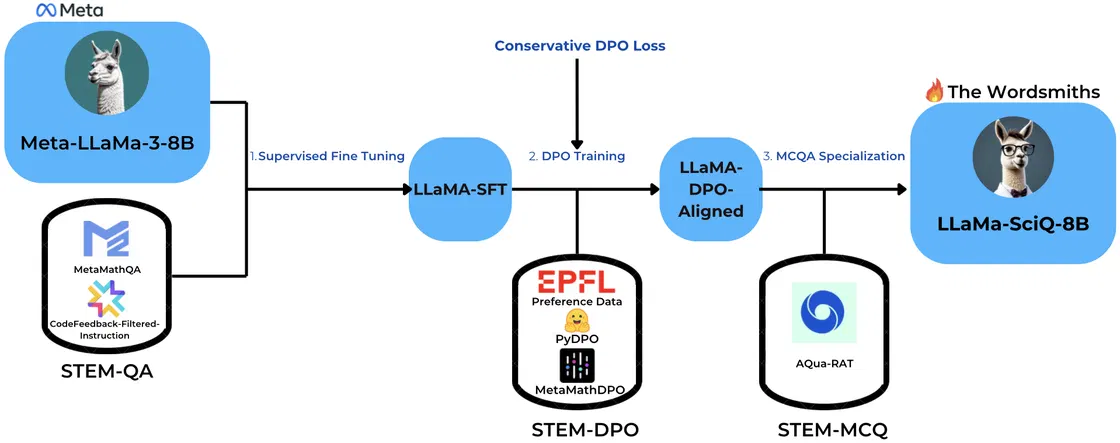 Meta
Meta-LLaMa-3-8B
MetaMathQA
CodeFeedback-Filtered-
Instruction
STEM-QA
1. Supervised Fine Tuning
LLaMA-SFT
Conservative DPO Loss
2. DPO Training
EPFL
Preference Data
PyDPO
MetaMathDPO
STEM-DPO
LLaMA-
DPO-
Aligned
3. MCQA Specialization
AQua-RAT
STEM-MCQ
The Wordsmiths
LLaMa-SciQ-8B